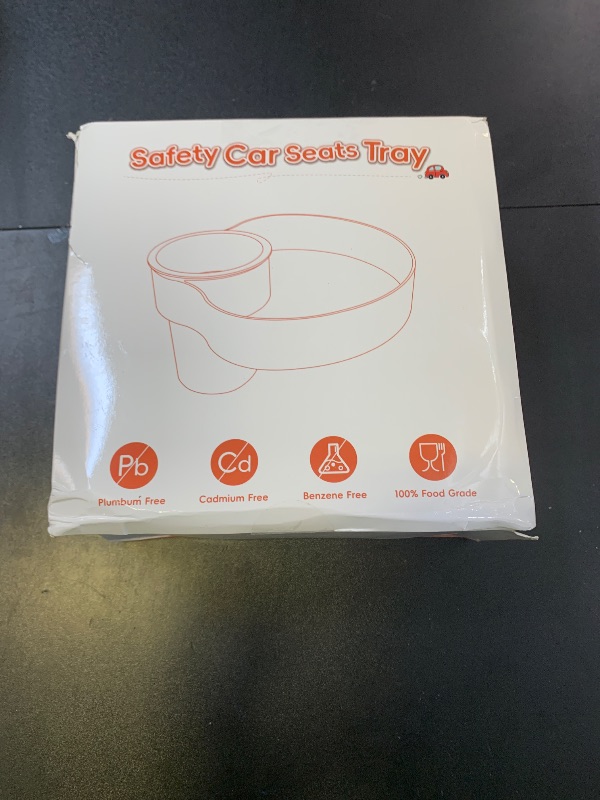 Safety Car Seats Tray
Pb
Cd
Plumbum Free
Cadmium Free
Benzene Free
100% Food Grade